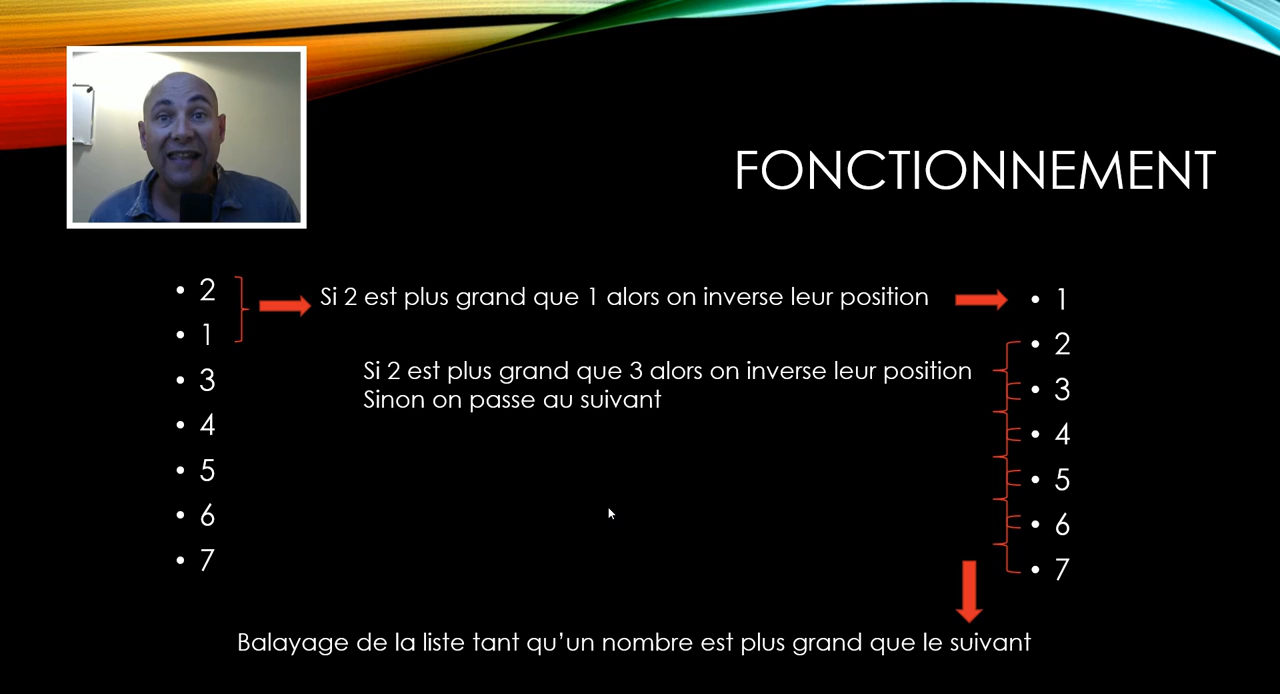 FONCTIONNEMENT
• 2
• 1
• 3
• 4
• 5
• 6
• 7
Si 2 est plus grand que 1 alors on inverse leur position
Si 2 est plus grand que 3 alors on inverse leur position
Sinon on passe au suivant
• 1
• 2
• 3
• 4
• 5
• 6
• 7
Balayage de la liste tant qu’un nombre est plus grand que le suivant